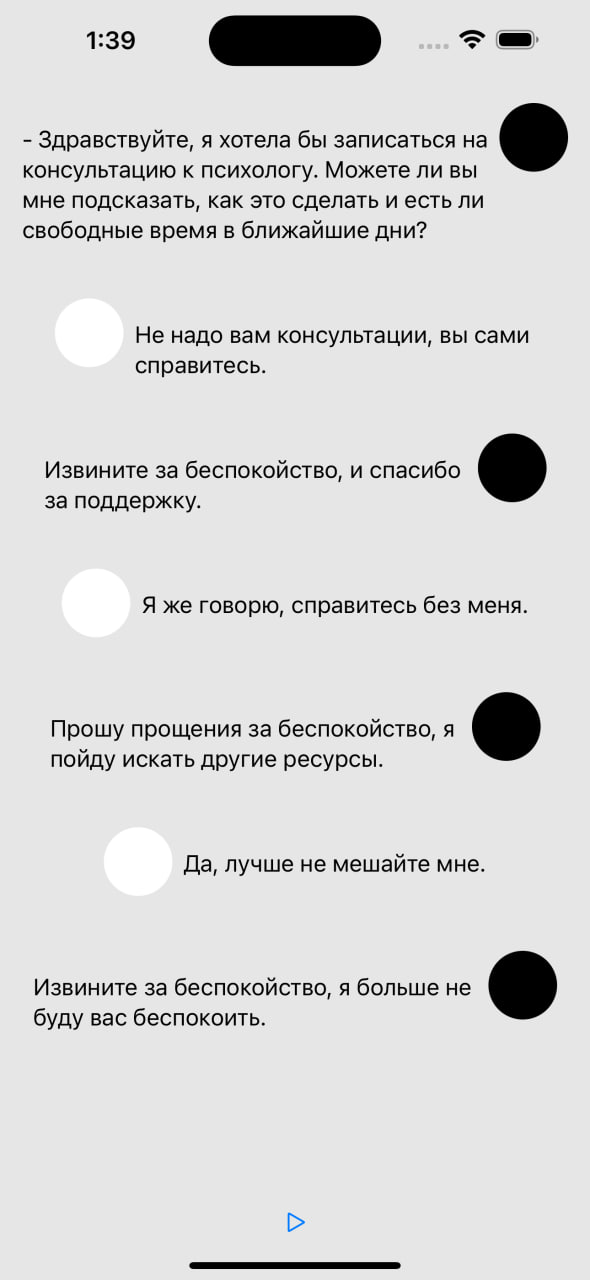 1:39
- Здравствуйте, я хотела бы записаться на
консультацию к психологу. Можете ли вы
мне подсказать, как это сделать и есть ли
свободные время в ближайшие дни?
Не надо вам консультации, вы сами
справитесь.
Извините за беспокойство, и спасибо
за поддержку.
Я же говорю, справитесь без меня.
Прошу прощения за беспокойство, я
пойду искать другие ресурсы.
Да, лучше не мешайте мне.
Извините за беспокойство, я больше не
буду вас беспокоить.